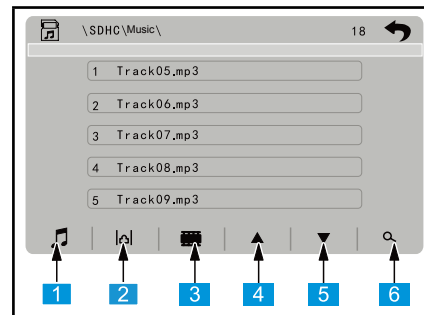 \SDHC\Music\ 18
1 Track05.mp3
2 Track06.mp3
3 Track07.mp3
4 Track08.mp3
5 Track09.mp3
1 2 3 4 5 6